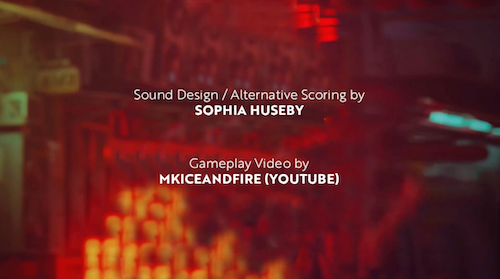 Sound Design / Alternative Scoring by
SOPHIA HUSEBY
Gameplay Video by
MKICEANDFIRE (YOUTUBE)